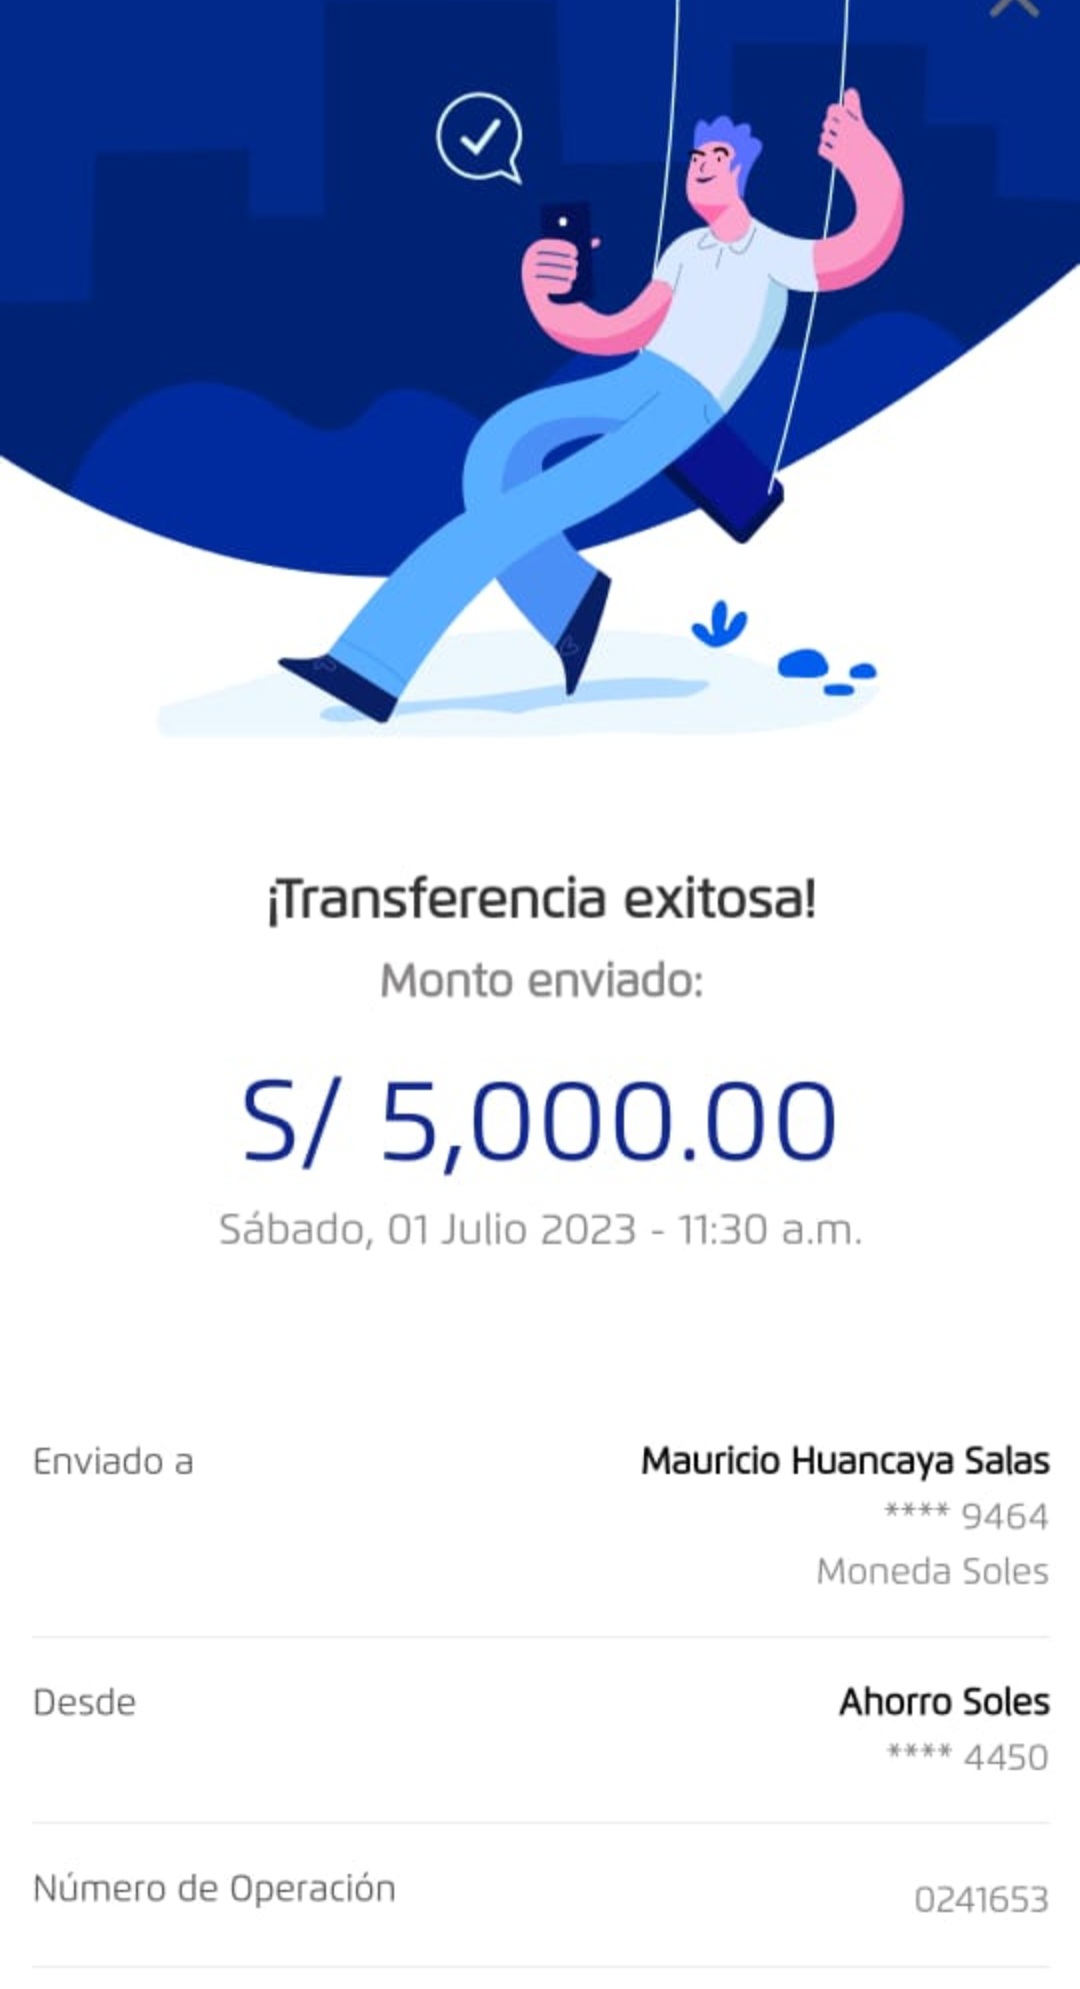 ¡Transferencia exitosa!
Monto enviado:
S/ 5,000.00
Sábado, 01 Julio 2023 - 11:30 a.m.
Enviado a
Mauricio Huancaya Salas
**** 9464
Moneda Soles
Desde
Ahorro Soles
**** 4450
Número de Operación
0241653